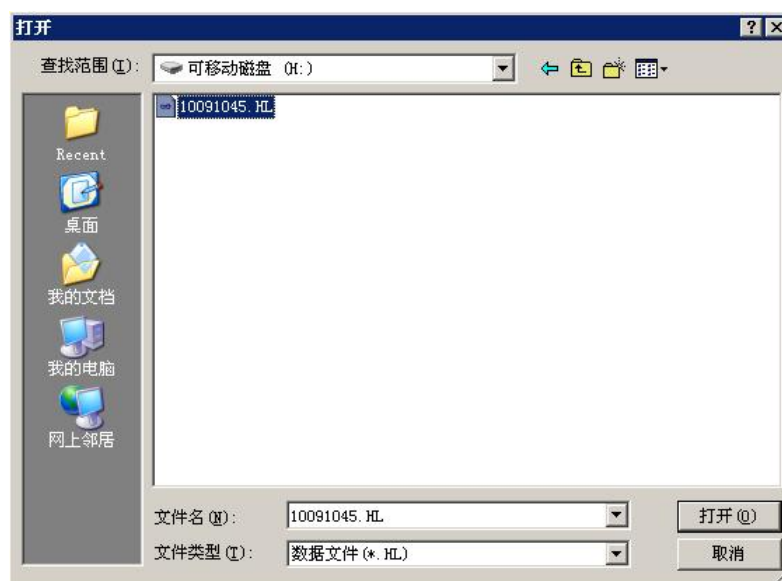 打开
查找范围(I): 可移动磁盘 (H:)
10091045.HL
Recent
桌面
我的文档
我的电脑
网上邻居
文件名(N): 10091045.HL 打开(O)
文件类型(T): 数据文件(*.HL) 取消